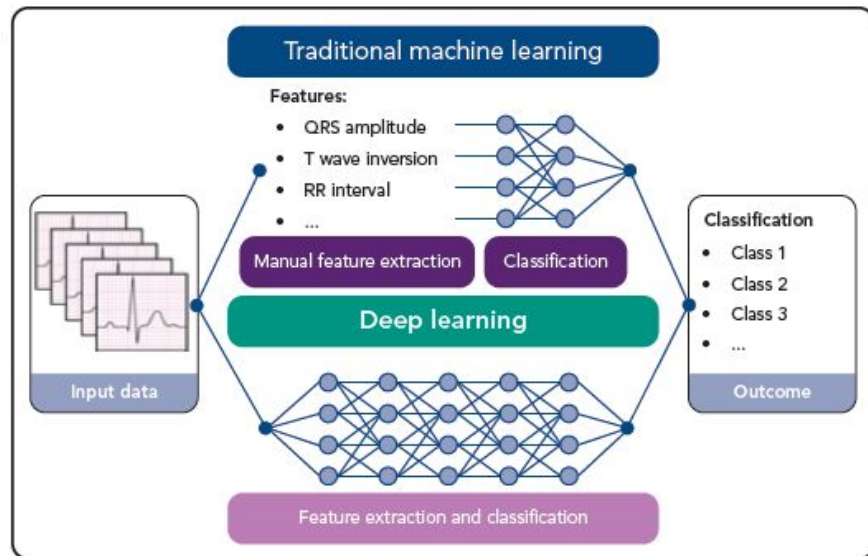 Traditional machine learning
Features:
• QRS amplitude
• T wave inversion
• RR interval
• ...
Manual feature extraction
Classification
Deep learning
Input data
Classification
• Class 1
• Class 2
• Class 3
• ...
Outcome
Feature extraction and classification